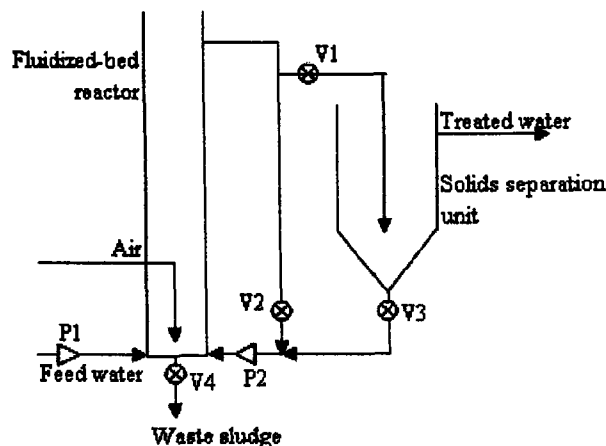 V1
Fluidized-bed
reactor
Treated water
Solids separation
unit
Air
V2
V3
P1
Feed water
P2
V4
Waste sludge